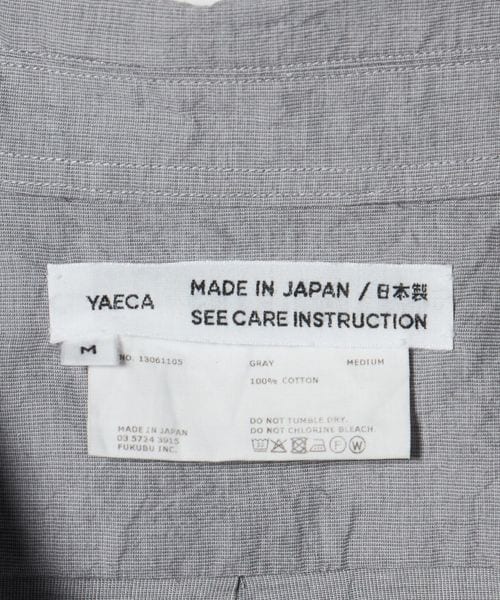 YAECA
MADE IN JAPAN / 日本製
SEE CARE INSTRUCTION
M
NO. 13061105 GRAY MEDIUM
100% COTTON
MADE IN JAPAN
03 5724 3915
FUKUBU INC.
DO NOT TUMBLE DRY.
DO NOT CHLORINE BLEACH.
F W